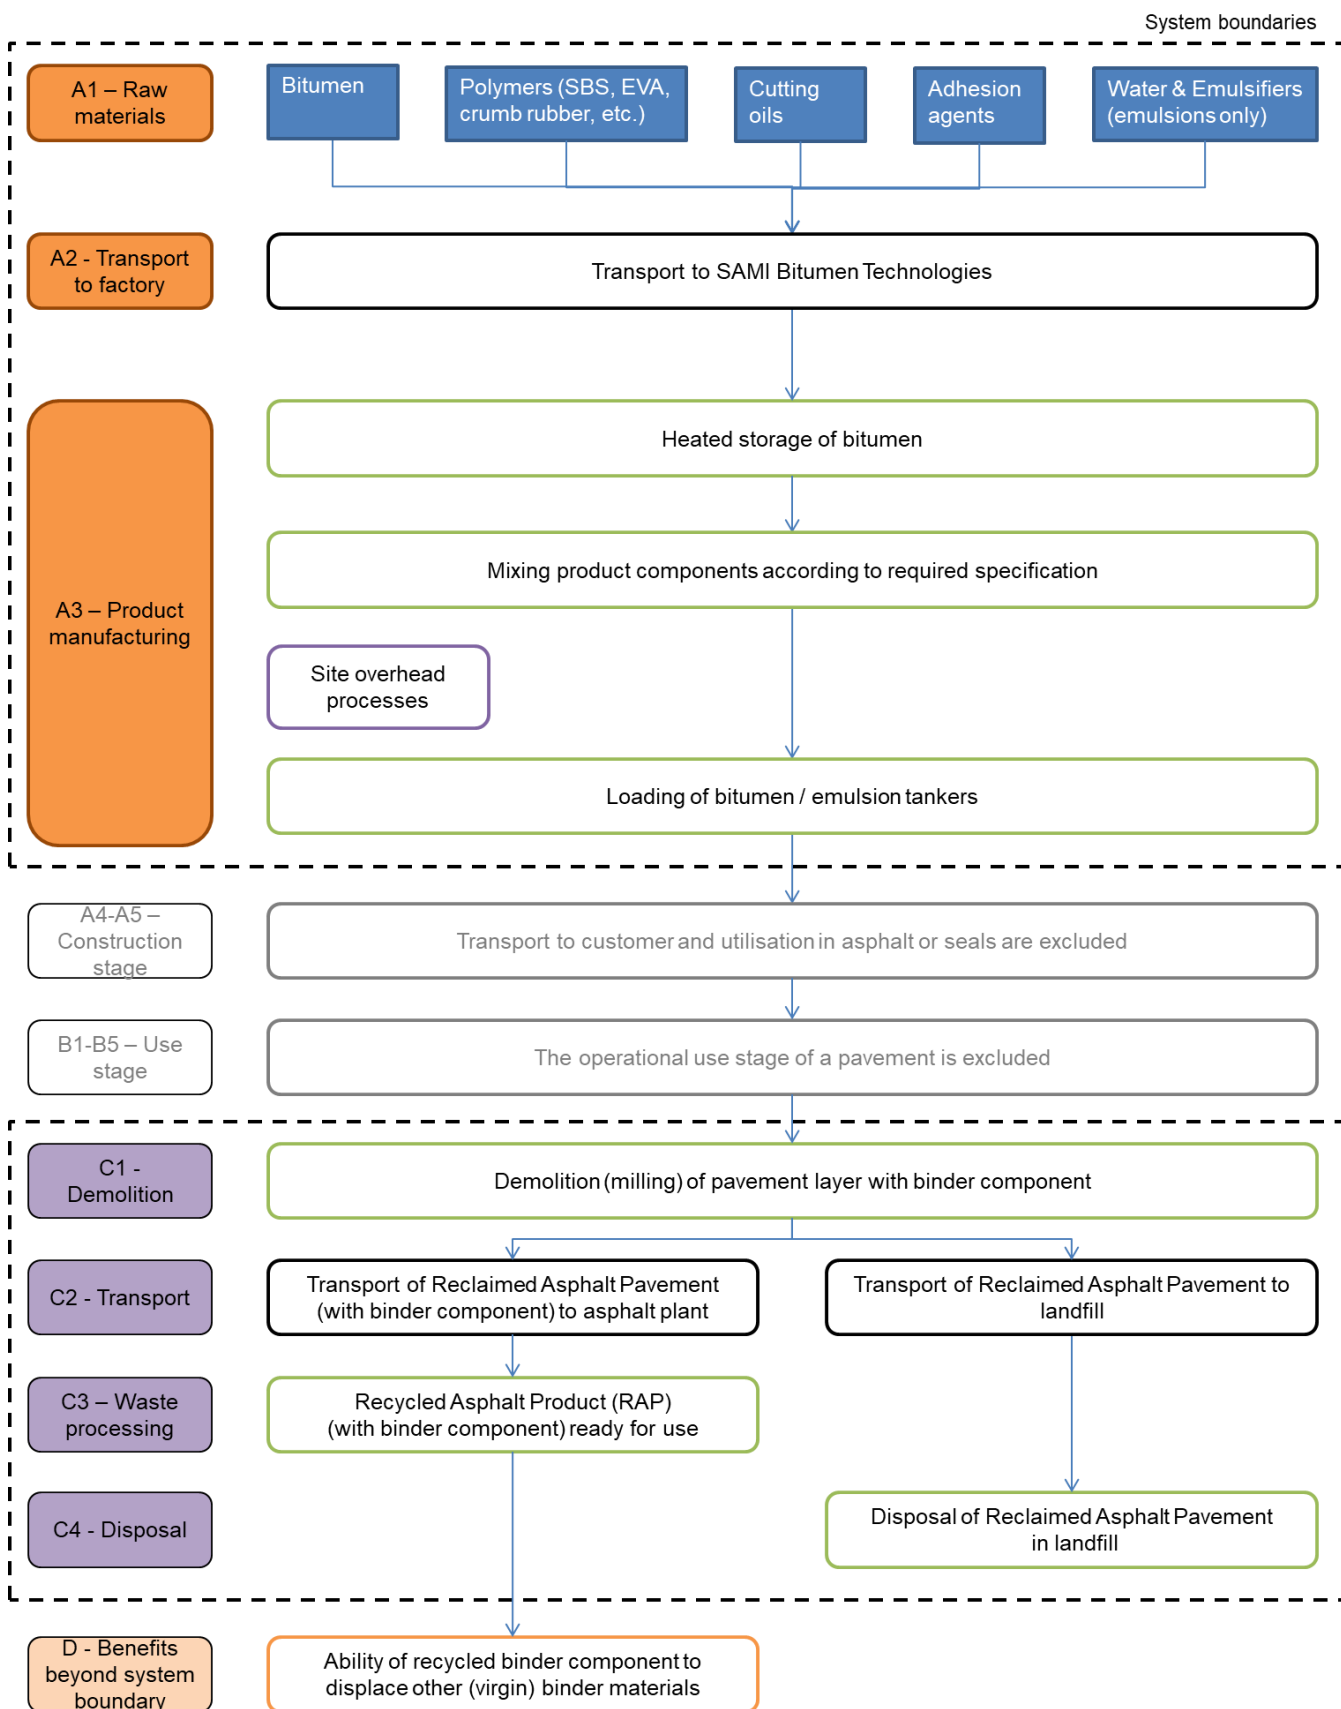 System boundaries
A1 – Raw
materials
Bitumen
Polymers (SBS, EVA,
crumb rubber, etc.)
Cutting
oils
Adhesion
agents
Water & Emulsifiers
(emulsions only)
A2 - Transport
to factory
Transport to SAMI Bitumen Technologies
Heated storage of bitumen
Mixing product components according to required specification
A3 – Product
manufacturing
Site overhead
processes
Loading of bitumen / emulsion tankers
A4-A5 –
Construction
stage
Transport to customer and utilisation in asphalt or seals are excluded
B1-B5 – Use
stage
The operational use stage of a pavement is excluded
C1 -
Demolition
Demolition (milling) of pavement layer with binder component
C2 - Transport
Transport of Reclaimed Asphalt Pavement
(with binder component) to asphalt plant
Transport of Reclaimed Asphalt Pavement to
landfill
C3 – Waste
processing
Recycled Asphalt Product (RAP)
(with binder component) ready for use
C4 - Disposal
Disposal of Reclaimed Asphalt Pavement
in landfill
D - Benefits
beyond system
boundary
Ability of recycled binder component to
displace other (virgin) binder materials